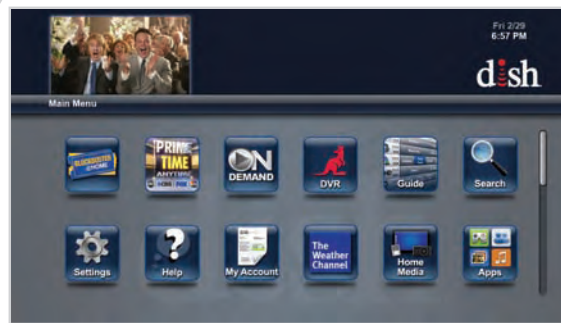 Fri 2/29
6:57 PM
dish
Main Menu
BLOCKBUSTER
@HOME
PRIME
TIME
ANYTIME
ON
DEMAND
DVR
Guide
Search
Settings
Help
My Account
The
Weather
Channel
Home
Media
Apps